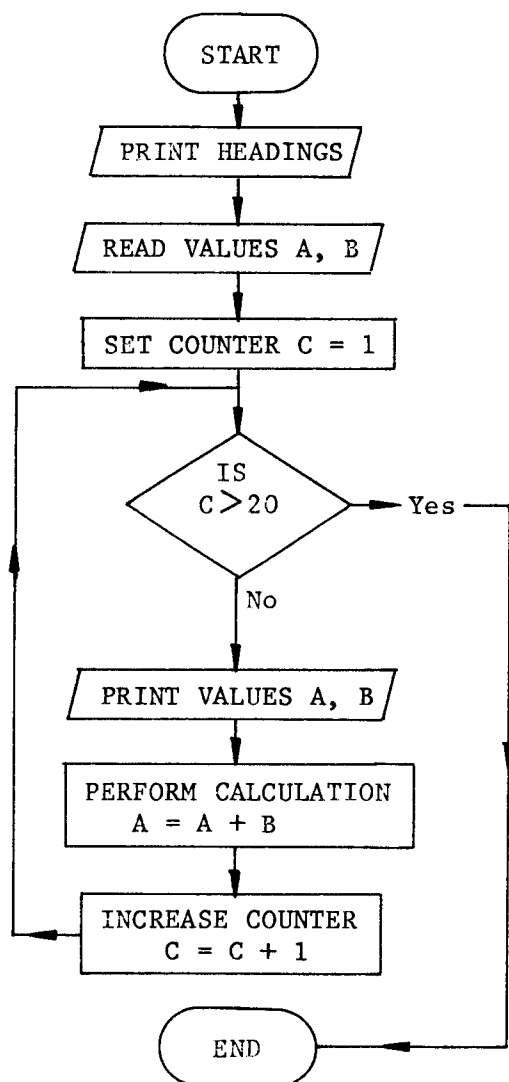 START
PRINT HEADINGS
READ VALUES A, B
SET COUNTER C = 1
IS
C > 20
Yes
No
PRINT VALUES A, B
PERFORM CALCULATION
A = A + B
INCREASE COUNTER
C = C + 1
END